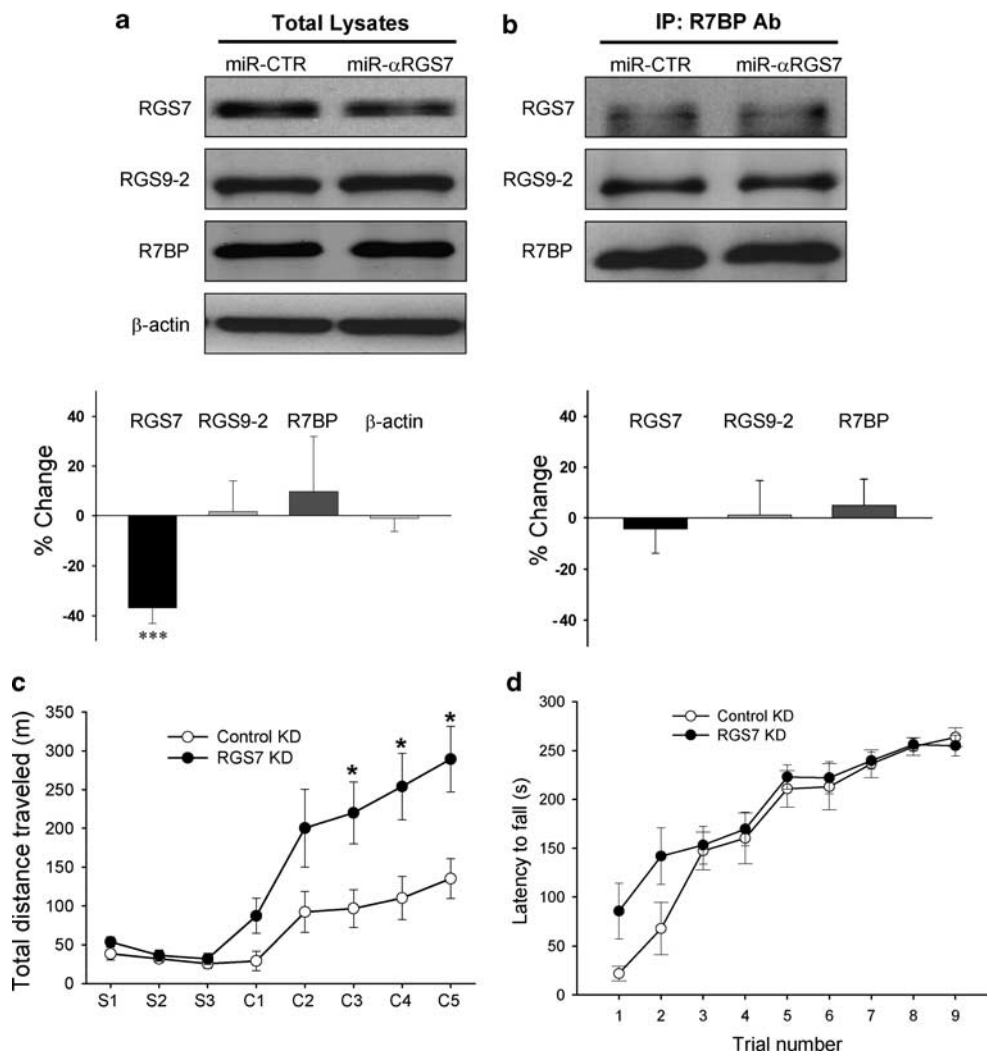 a
Total Lysates
miR-CTR miR-αRGS7
RGS7
RGS9-2
R7BP
β-actin
b
IP: R7BP Ab
miR-CTR miR-αRGS7
RGS7
RGS9-2
R7BP
% Change
40
20
0
-20
-40
RGS7 RGS9-2 R7BP β-actin
***
% Change
40
20
0
-20
-40
RGS7 RGS9-2 R7BP
c
Total distance traveled (m)
350
300
250
200
150
100
50
0
Control KD
RGS7 KD
* * *
S1 S2 S3 C1 C2 C3 C4 C5
d
Latency to fall (s)
300
250
200
150
100
50
0
Control KD
RGS7 KD
1 2 3 4 5 6 7 8 9
Trial number